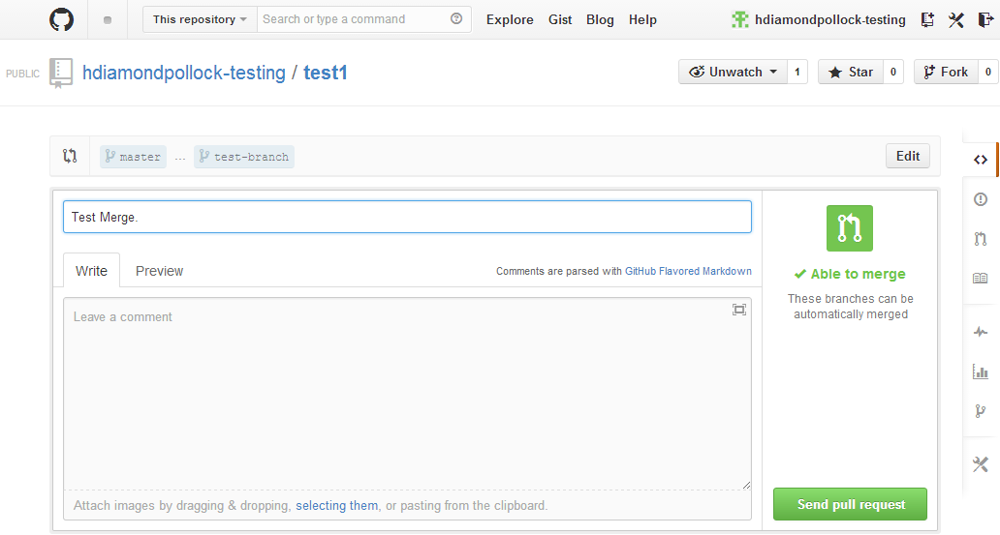 This repository Search or type a command Explore Gist Blog Help hdiamondpollock-testing
PUBLIC hdiamondpollock-testing / test1 Unwatch 1 Star 0 Fork 0
master ... test-branch Edit
Test Merge.
Write Preview Comments are parsed with GitHub Flavored Markdown
Leave a comment
Able to merge
These branches can be
automatically merged
Attach images by dragging & dropping, selecting them, or pasting from the clipboard.
Send pull request